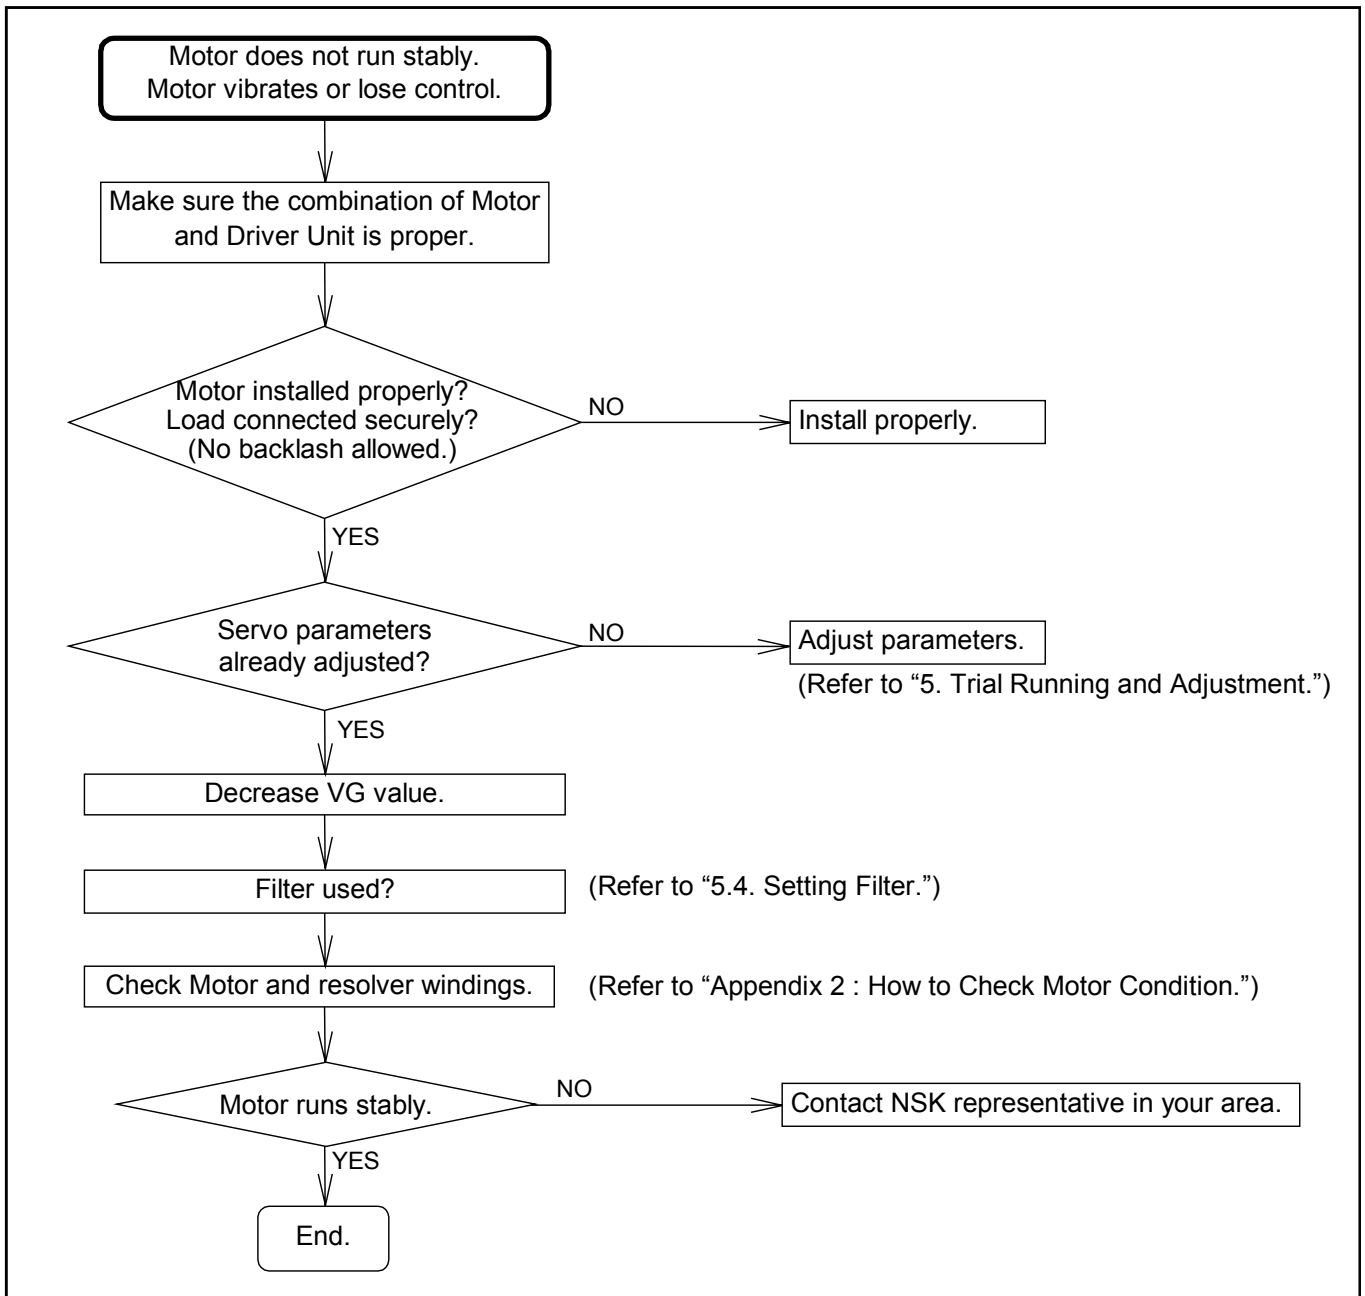 Motor does not run stably.
Motor vibrates or lose control.
Make sure the combination of Motor
and Driver Unit is proper.
Motor installed properly?
Load connected securely?
(No backlash allowed.)
NO
Install properly.
YES
Servo parameters
already adjusted?
NO
Adjust parameters.
(Refer to “5. Trial Running and Adjustment.”)
YES
Decrease VG value.
Filter used?
(Refer to “5.4. Setting Filter.”)
Check Motor and resolver windings.
(Refer to “Appendix 2 : How to Check Motor Condition.”)
Motor runs stably.
NO
Contact NSK representative in your area.
YES
End.